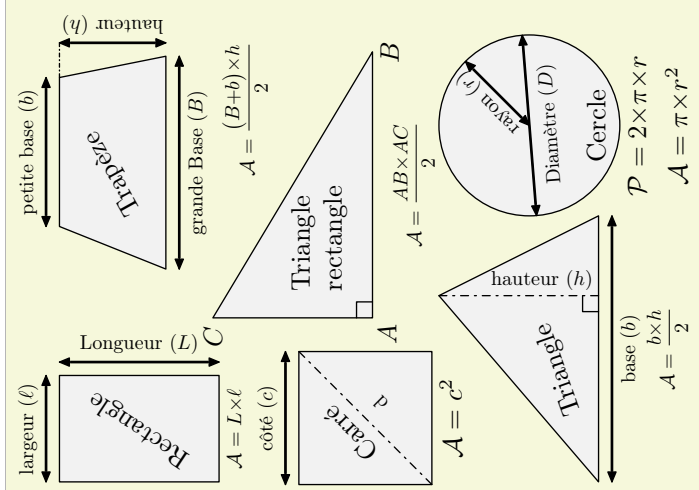 largeur (ℓ)
Longueur (L)
Rectangle
A = L×ℓ
petite base (b)
hauteur (h)
Trapèze
grande Base (B)
A = (B+b)×h / 2
côté (c)
Carré
d
A = c²
C
Triangle
rectangle
A
B
A = AB×AC / 2
hauteur (h)
Triangle
base (b)
A = b×h / 2
rayon (r)
Diamètre (D)
Cercle
P = 2×π×r
A = π×r²